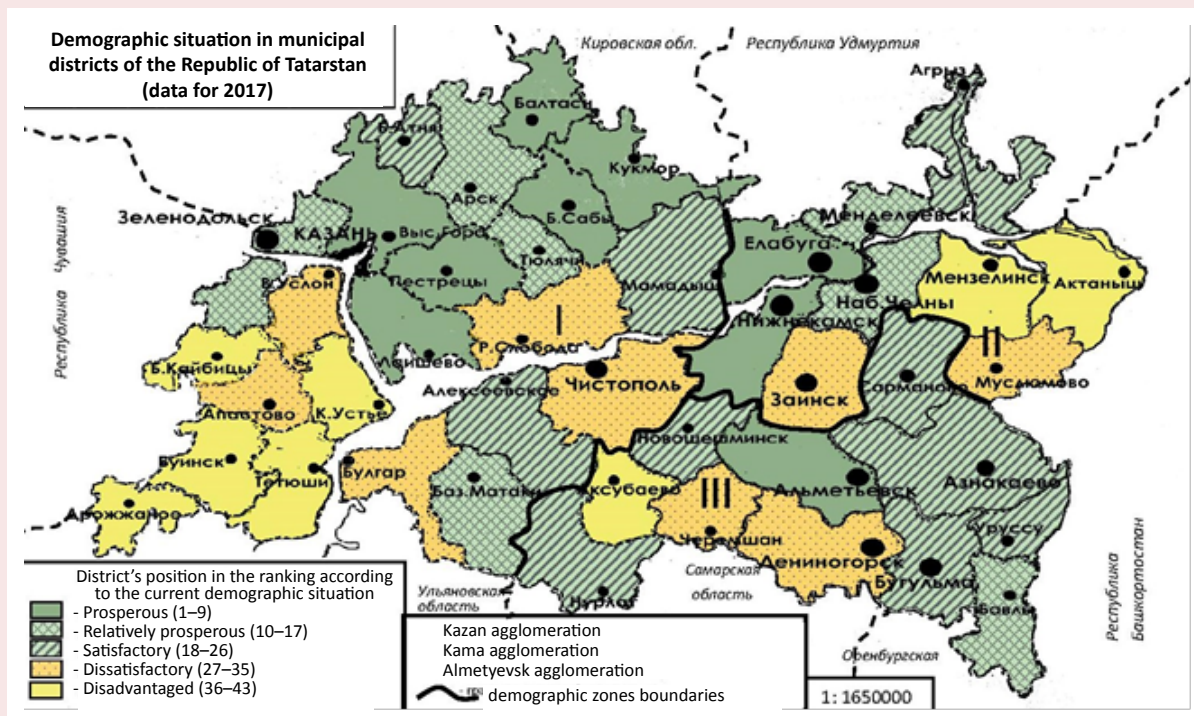 Demographic situation in municipal
districts of the Republic of Tatarstan
(data for 2017)
Кировская обл.
Республика Удмуртия
Агрыз
Балтаси
Б.Атня
Кукмор
Арск
Б.Сабы
Зеленодольск
КАЗАНЬ
Выс.Гора
Менделеевск
Елабуга
Тюлячи
Республика Чувашия
В.Услон
Пестрецы
Мамадыш
Мензелинск
Актаныш
Наб.Челны
Нижнекамск
I
II
Р.Слобода
Лаишево
Б.Кайбицы
Муслюмово
Алексеевское
Чистополь
Заинск
Сарманово
Апастово
К.Устье
Новошешминск
Буинск
Тетюши
Булгар
Баз.Матаки
Аксубаево
III
Альметьевск
Азнакаево
Дрожжаное
Черемшан
Уруссу
Лениногорск
Бугульма
Самарская
область
Ульяновская
область
Нурлат
Бавлы
Республика
Башкортостан
Оренбургская
District's position in the ranking according
to the current demographic situation
- Prosperous (1–9)
- Relatively prosperous (10–17)
- Satisfactory (18–26)
- Dissatisfactory (27–35)
- Disadvantaged (36–43)
Kazan agglomeration
Kama agglomeration
Almetyevsk agglomeration
demographic zones boundaries
1: 1650000